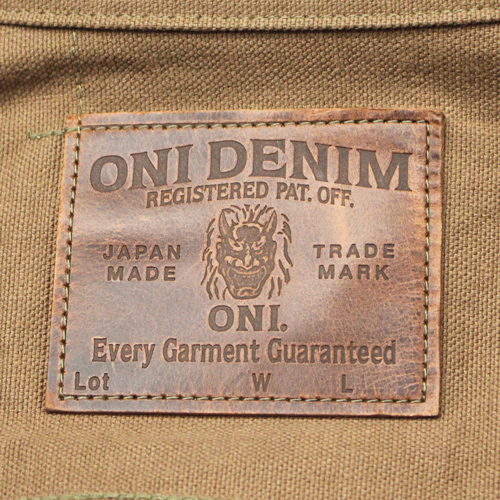 ONI DENIM
REGISTERED PAT. OFF.
JAPAN MADE
TRADE MARK
ONI.
Every Garment Guaranteed
Lot W L